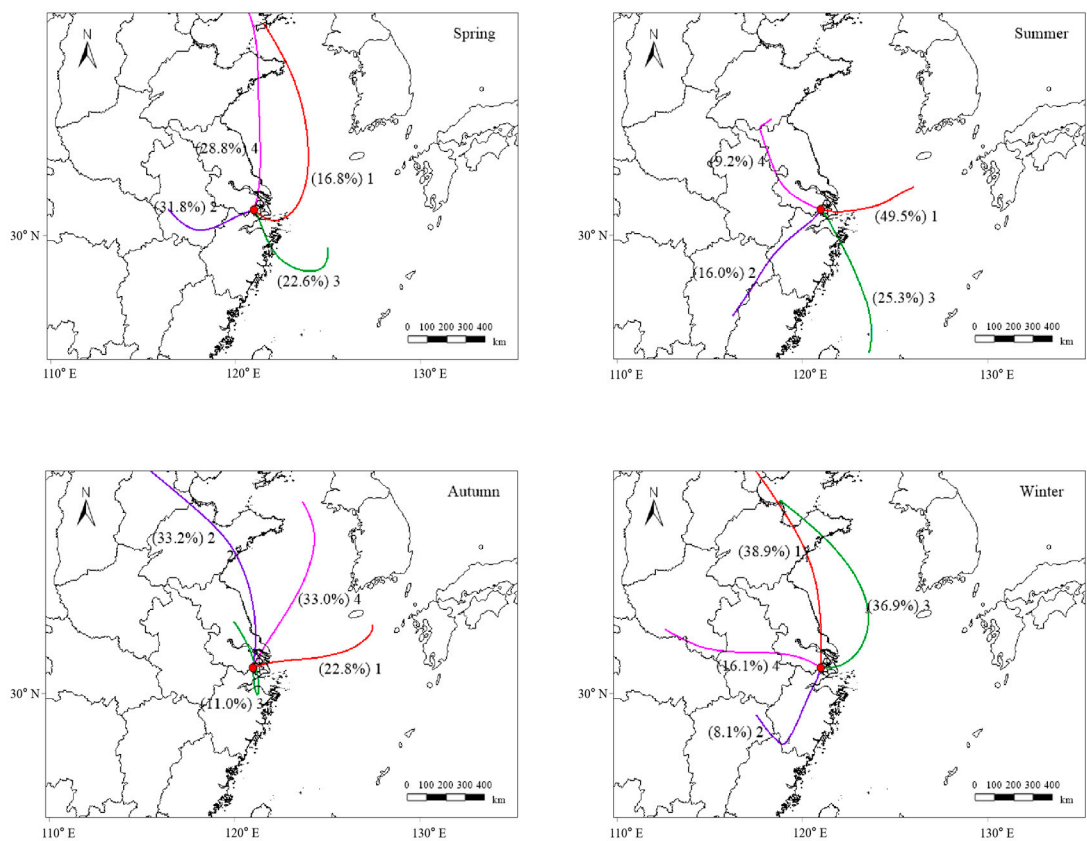 N
Spring
(28.8%) 4
(16.8%) 1
(31.8%) 2
(22.6%) 3
30° N
0 100 200 300 400
km
110° E
120° E
130° E
N
Summer
(9.2%) 4
(49.5%) 1
(16.0%) 2
(25.3%) 3
30° N
0 100 200 300 400
km
110° E
120° E
130° E
N
Autumn
(33.2%) 2
(33.0%) 4
(22.8%) 1
(11.0%) 3
30° N
0 100 200 300 400
km
110° E
120° E
130° E
N
Winter
(38.9%) 1
(36.9%) 3
(16.1%) 4
(8.1%) 2
30° N
0 100 200 300 400
km
110° E
120° E
130° E